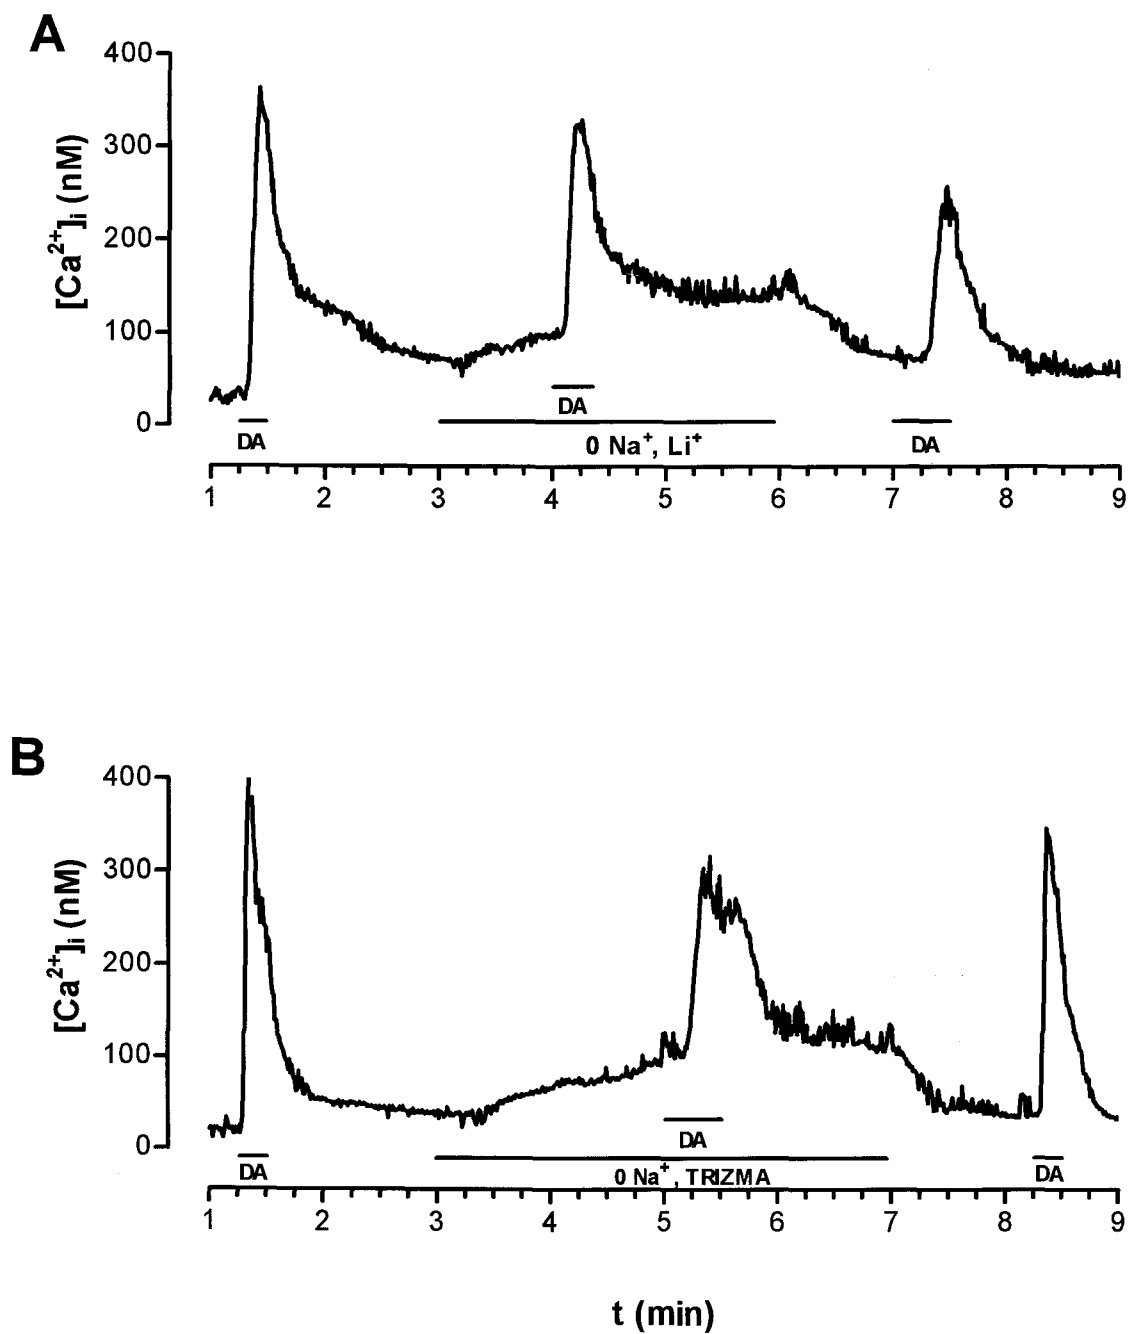 A
400
300
200
100
0
[Ca²⁺]ᵢ (nM)
DA
DA
0 Na⁺, Li⁺
DA
1 2 3 4 5 6 7 8 9
B
400
300
200
100
0
[Ca²⁺]ᵢ (nM)
DA
DA
0 Na⁺, TRIZMA
DA
1 2 3 4 5 6 7 8 9
t (min)